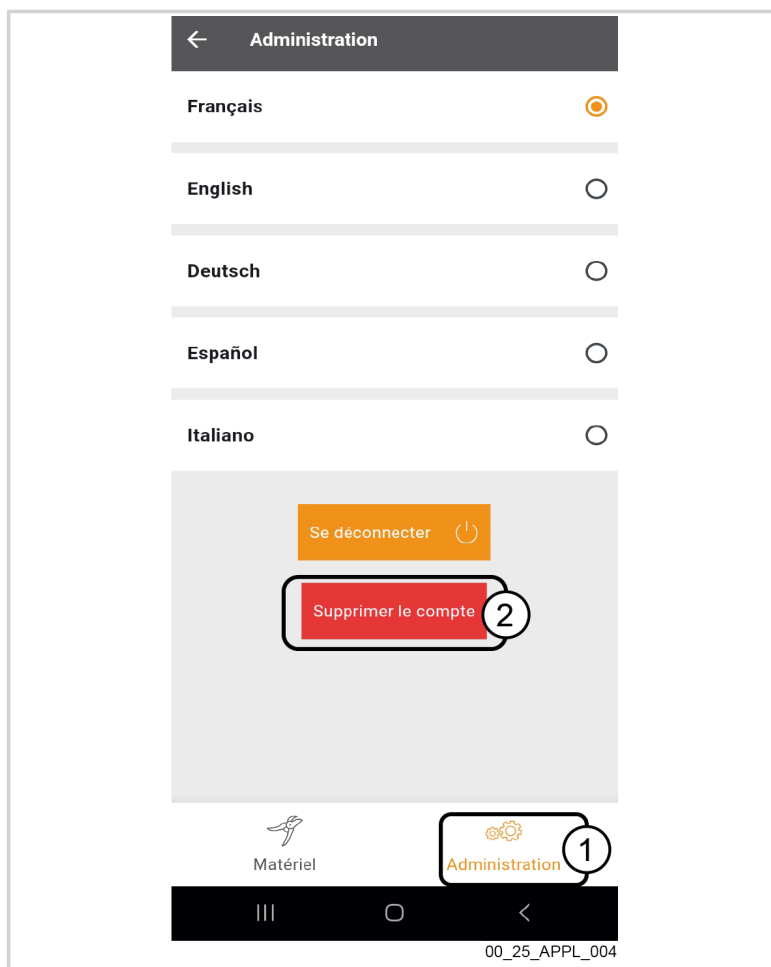 Administration
Français
English
Deutsch
Español
Italiano
Se déconnecter
Supprimer le compte
2
Matériel
Administration
1
00_25_APPL_004